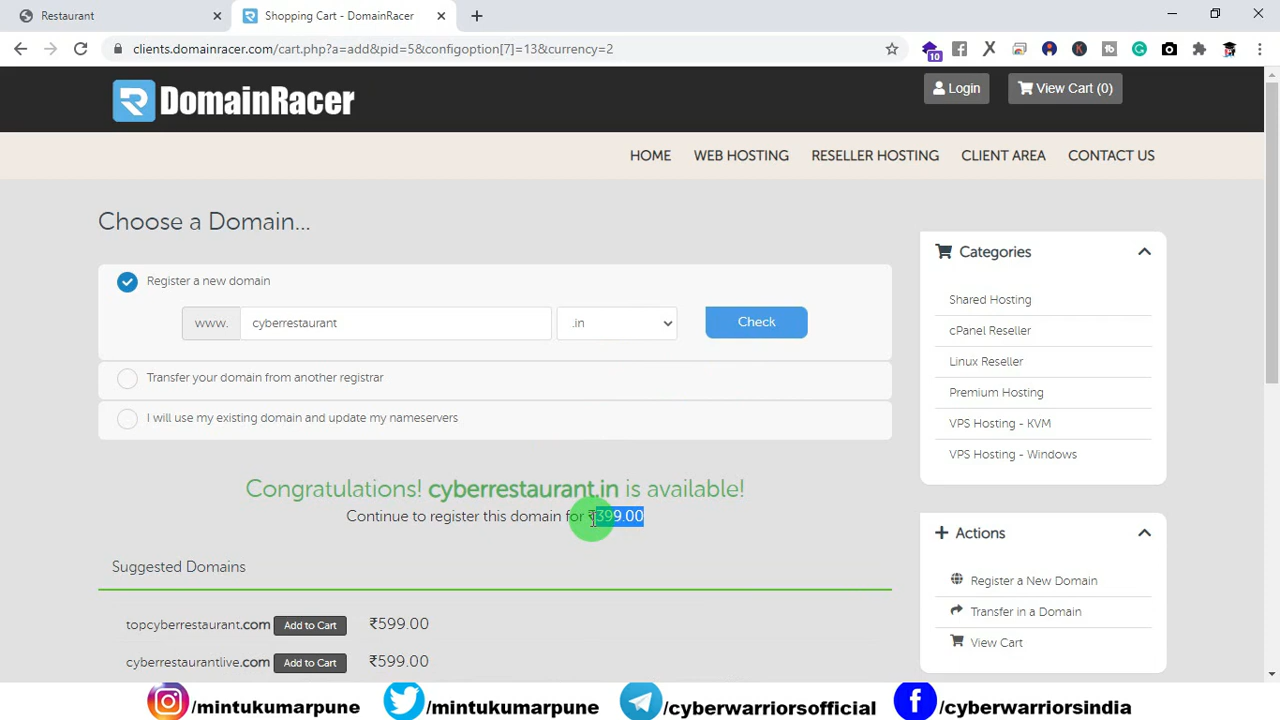 Restaurant
Shopping Cart - DomainRacer
clients.domainracer.com/cart.php?a=add&pid=5&configoption[7]=13&currency=2
10
DomainRacer
Login
View Cart (0)
HOME WEB HOSTING RESELLER HOSTING CLIENT AREA CONTACT US
Choose a Domain...
Register a new domain
www. cyberrestaurant .in Check
Transfer your domain from another registrar
I will use my existing domain and update my nameservers
Congratulations! cyberrestaurant.in is available!
Continue to register this domain for ₹399.00
Suggested Domains
topcyberrestaurant.com Add to Cart ₹599.00
cyberrestaurantlive.com Add to Cart ₹599.00
Categories
Shared Hosting
cPanel Reseller
Linux Reseller
Premium Hosting
VPS Hosting - KVM
VPS Hosting - Windows
Actions
Register a New Domain
Transfer in a Domain
View Cart
/mintukumarpune /mintukumarpune /cyberwarriorsofficial /cyberwarriorsindia